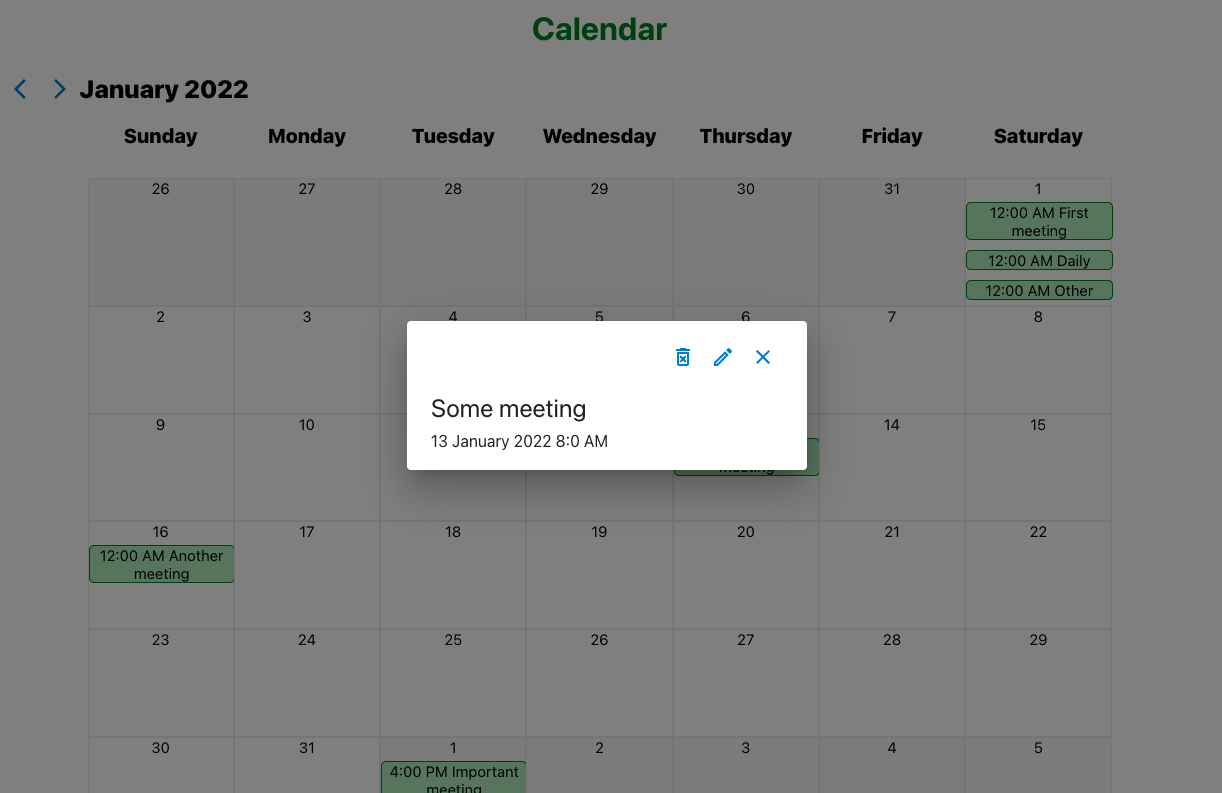 Calendar
January 2022
Sunday Monday Tuesday Wednesday Thursday Friday Saturday
26 27 28 29 30 31 1
12:00 AM First
meeting
12:00 AM Daily
12:00 AM Other
2 3 4 5 6 7 8
Some meeting
13 January 2022 8:0 AM
9 10 14 15
meeting
16 17 18 19 20 21 22
12:00 AM Another
meeting
23 24 25 26 27 28 29
30 31 1 2 3 4 5
4:00 PM Important
meeting